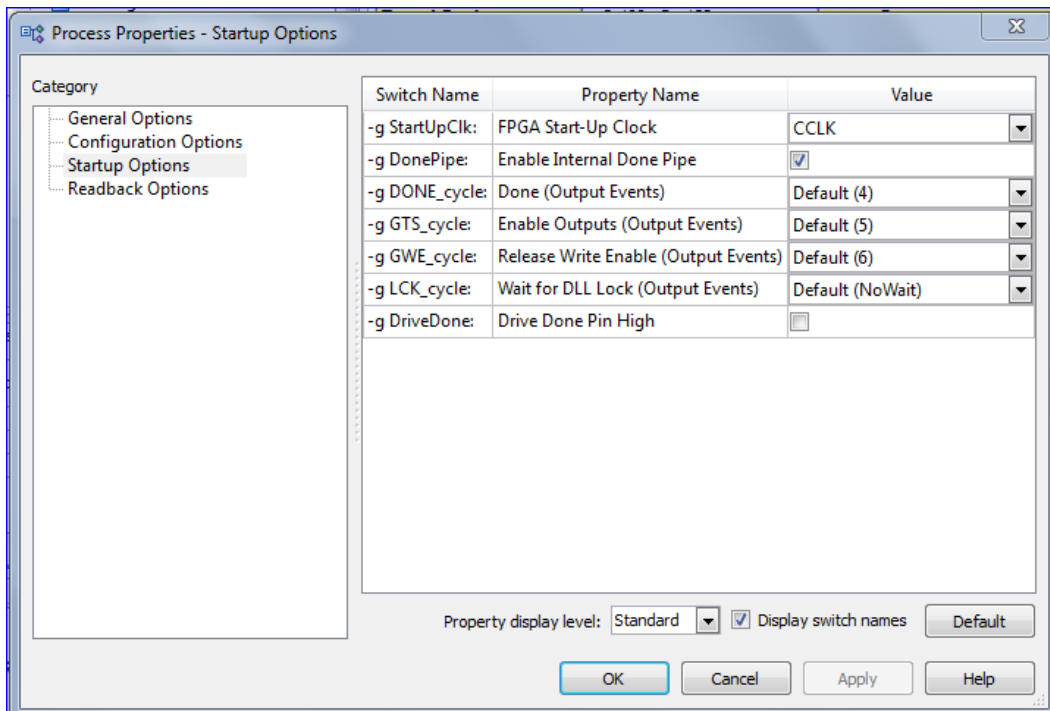 Process Properties - Startup Options
Category
General Options
Configuration Options
Startup Options
Readback Options
Switch Name Property Name Value
-g StartUpClk: FPGA Start-Up Clock CCLK
-g DonePipe: Enable Internal Done Pipe
-g DONE_cycle: Done (Output Events) Default (4)
-g GTS_cycle: Enable Outputs (Output Events) Default (5)
-g GWE_cycle: Release Write Enable (Output Events) Default (6)
-g LCK_cycle: Wait for DLL Lock (Output Events) Default (NoWait)
-g DriveDone: Drive Done Pin High
Property display level: Standard Display switch names Default
OK Cancel Apply Help